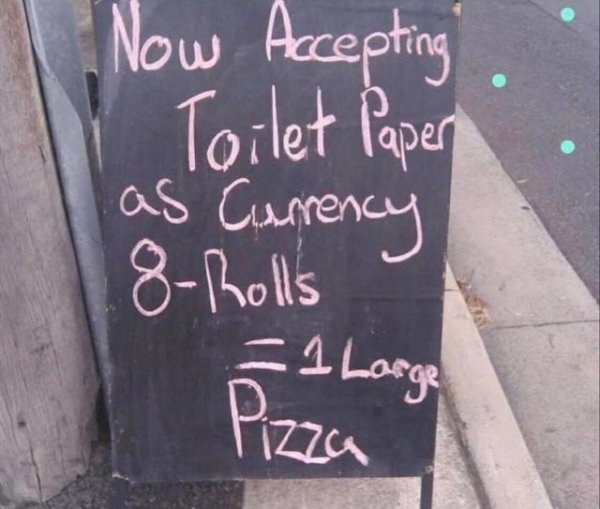 Now Accepting
Toilet Paper
as Currency
8-Rolls
= 1 Large
Pizza